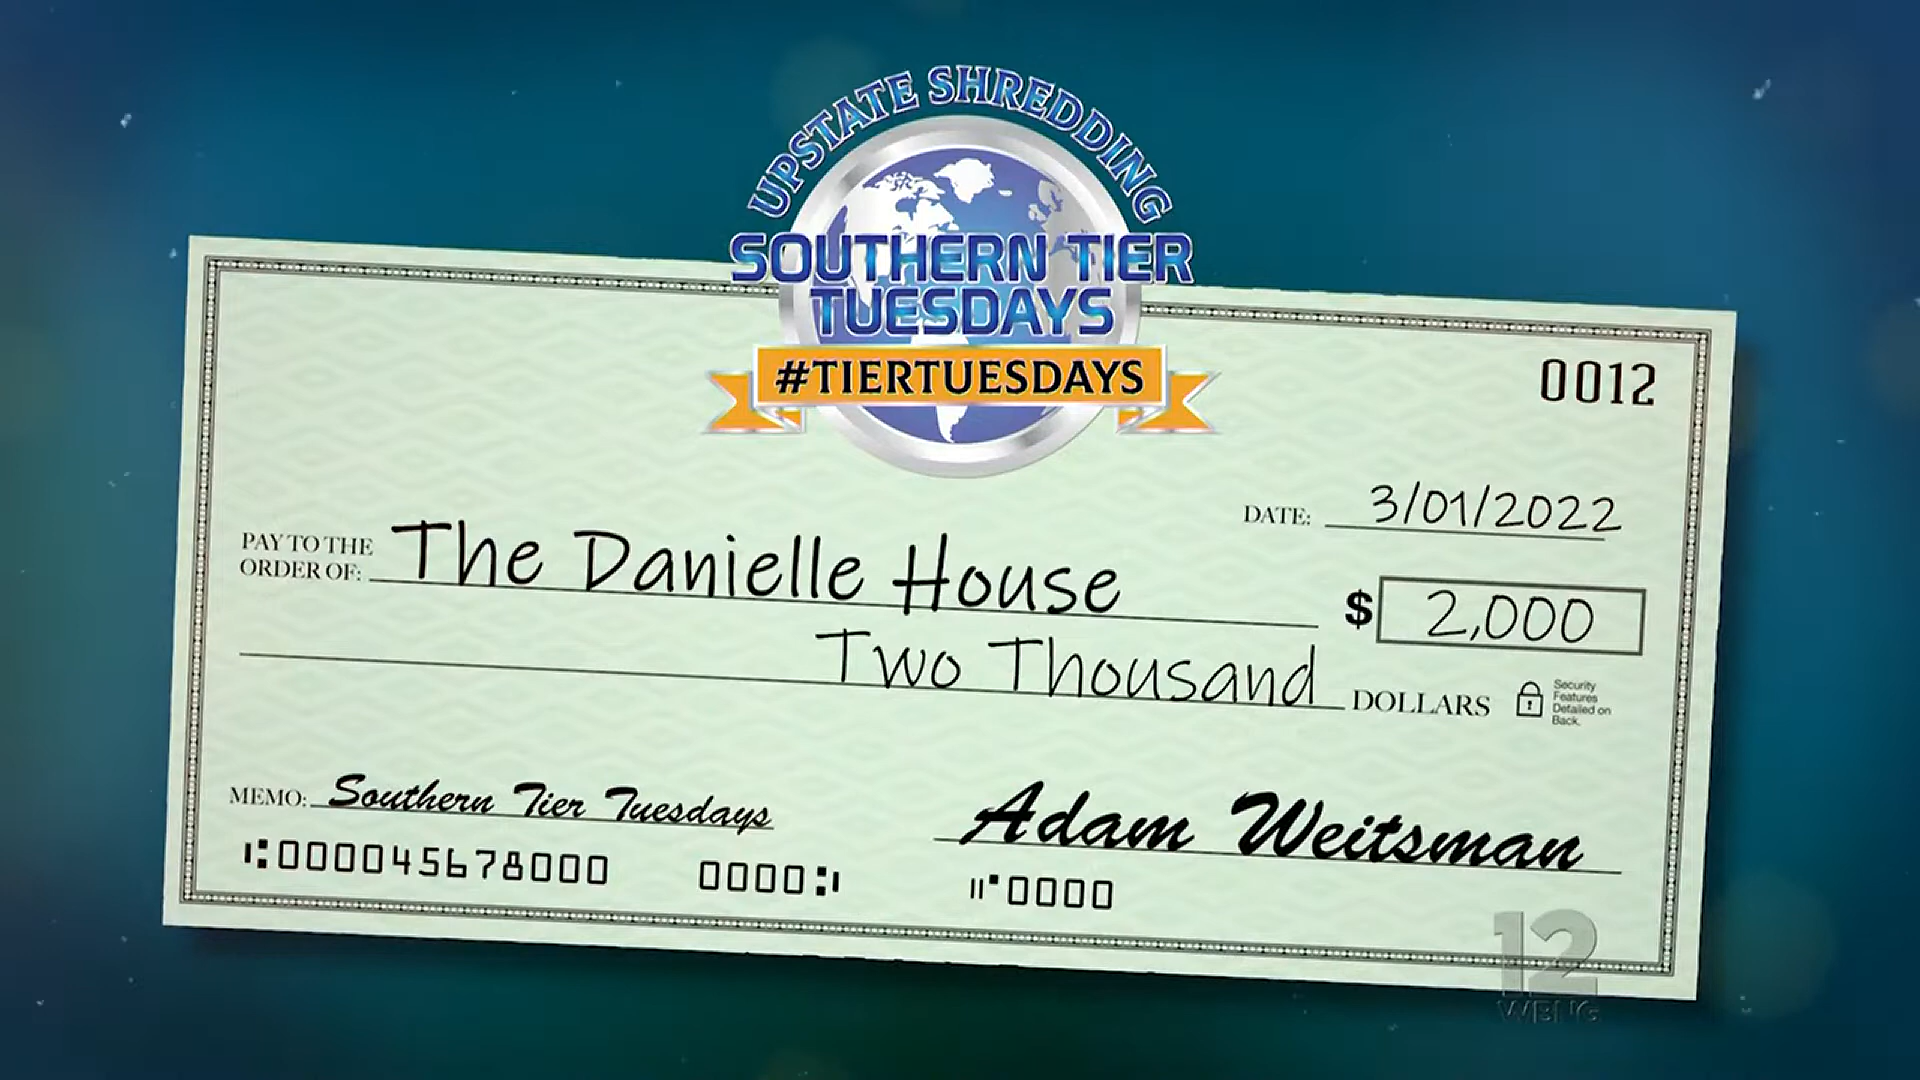 UPSTATE SHREDDING
SOUTHERN TIER
TUESDAYS
#TIERTUESDAYS
0012
DATE: 3/01/2022
PAY TO THE
ORDER OF: The Danielle House
$ 2,000
Two Thousand DOLLARS
Security
Features
Detailed on
Back.
MEMO: Southern Tier Tuesdays
Adam Weitsman
⑆000045678000 0000⑆ ⑈0000
12
WBNG